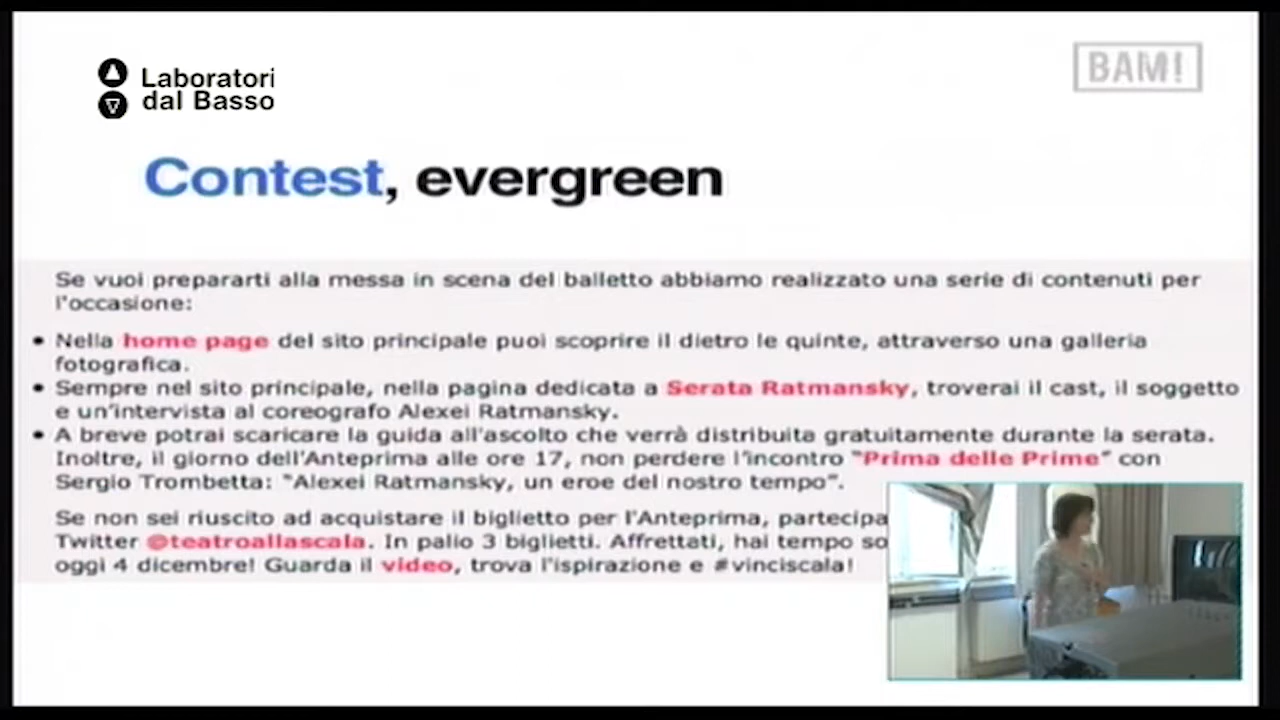 Laboratori
dal Basso
BAM!
Contest, evergreen
Se vuoi prepararti alla messa in scena del balletto abbiamo realizzato una serie di contenuti per
l'occasione:
• Nella home page del sito principale puoi scoprire il dietro le quinte, attraverso una galleria
fotografica.
• Sempre nel sito principale, nella pagina dedicata a Serata Ratmansky, troverai il cast, il soggetto
e un'intervista al coreografo Alexei Ratmansky.
• A breve potrai scaricare la guida all'ascolto che verrà distribuita gratuitamente durante la serata.
Inoltre, il giorno dell'Anteprima alle ore 17, non perdere l'incontro "Prima delle Prime" con
Sergio Trombetta: "Alexei Ratmansky, un eroe del nostro tempo".
Se non sei riuscito ad acquistare il biglietto per l'Anteprima, partecipa
Twitter @teatroallascala. In palio 3 biglietti. Affrettati, hai tempo so
oggi 4 dicembre! Guarda il video, trova l'ispirazione e #vinciscala!